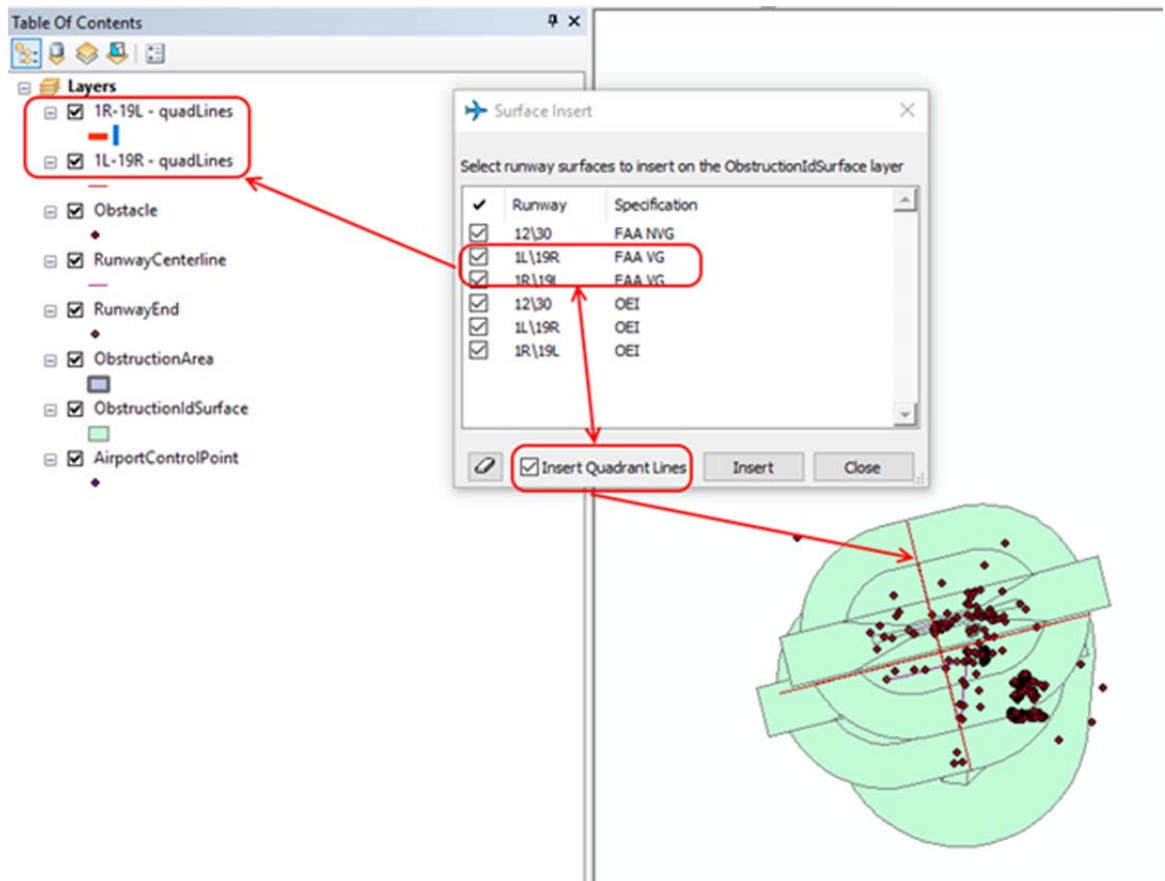 Table Of Contents
Layers
1R-19L - quadLines
1L-19R - quadLines
Obstacle
RunwayCenterline
RunwayEnd
ObstructionArea
ObstructionIdSurface
AirportControlPoint
Surface Insert
Select runway surfaces to insert on the ObstructionIdSurface layer
Runway Specification
12\30 FAA NVG
1L\19R FAA VG
1R\19L FAA VG
12\30 OEI
1L\19R OEI
1R\19L OEI
Insert Quadrant Lines Insert Close